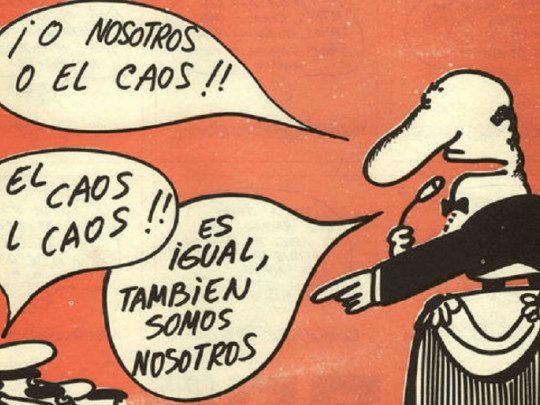 ¡O NOSOTROS
O EL CAOS!!
EL CAOS
L CAOS!!
ES
iGUAL,
TAMBiEN
SOMOS
NOSOTROS